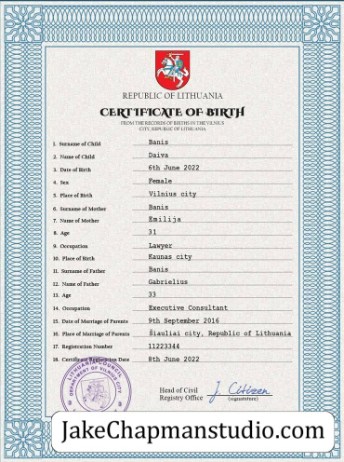 REPUBLIC OF LITHUANIA
CERTIFICATE OF BIRTH
FROM THE RECORDS OF BIRTHS IN THE VILNIUS
CITY, REPUBLIC OF LITHUANIA
1. Surname of Child Banis
2. Name of Child Daiva
3. Date of Birth 6th June 2022
4. Sex Female
5. Place of Birth Vilnius city
6. Surname of Mother Banis
7. Name of Mother Emilija
8. Age 31
9. Occupation Lawyer
10. Place of Birth Kaunas city
11. Surname of Father Banis
12. Name of Father Gabrielius
13. Age 33
14. Occupation Executive Consultant
15. Date of Marriage of Parents 9th September 2016
16. Place of Marriage of Parents Šiauliai city, Republic of Lithuania
17. Registration Number 11223344
18. Certificate Registration Date 8th June 2022
Head of Civil
Registry Office
J. Citizen
(signature)
JakeChapmanstudio.com